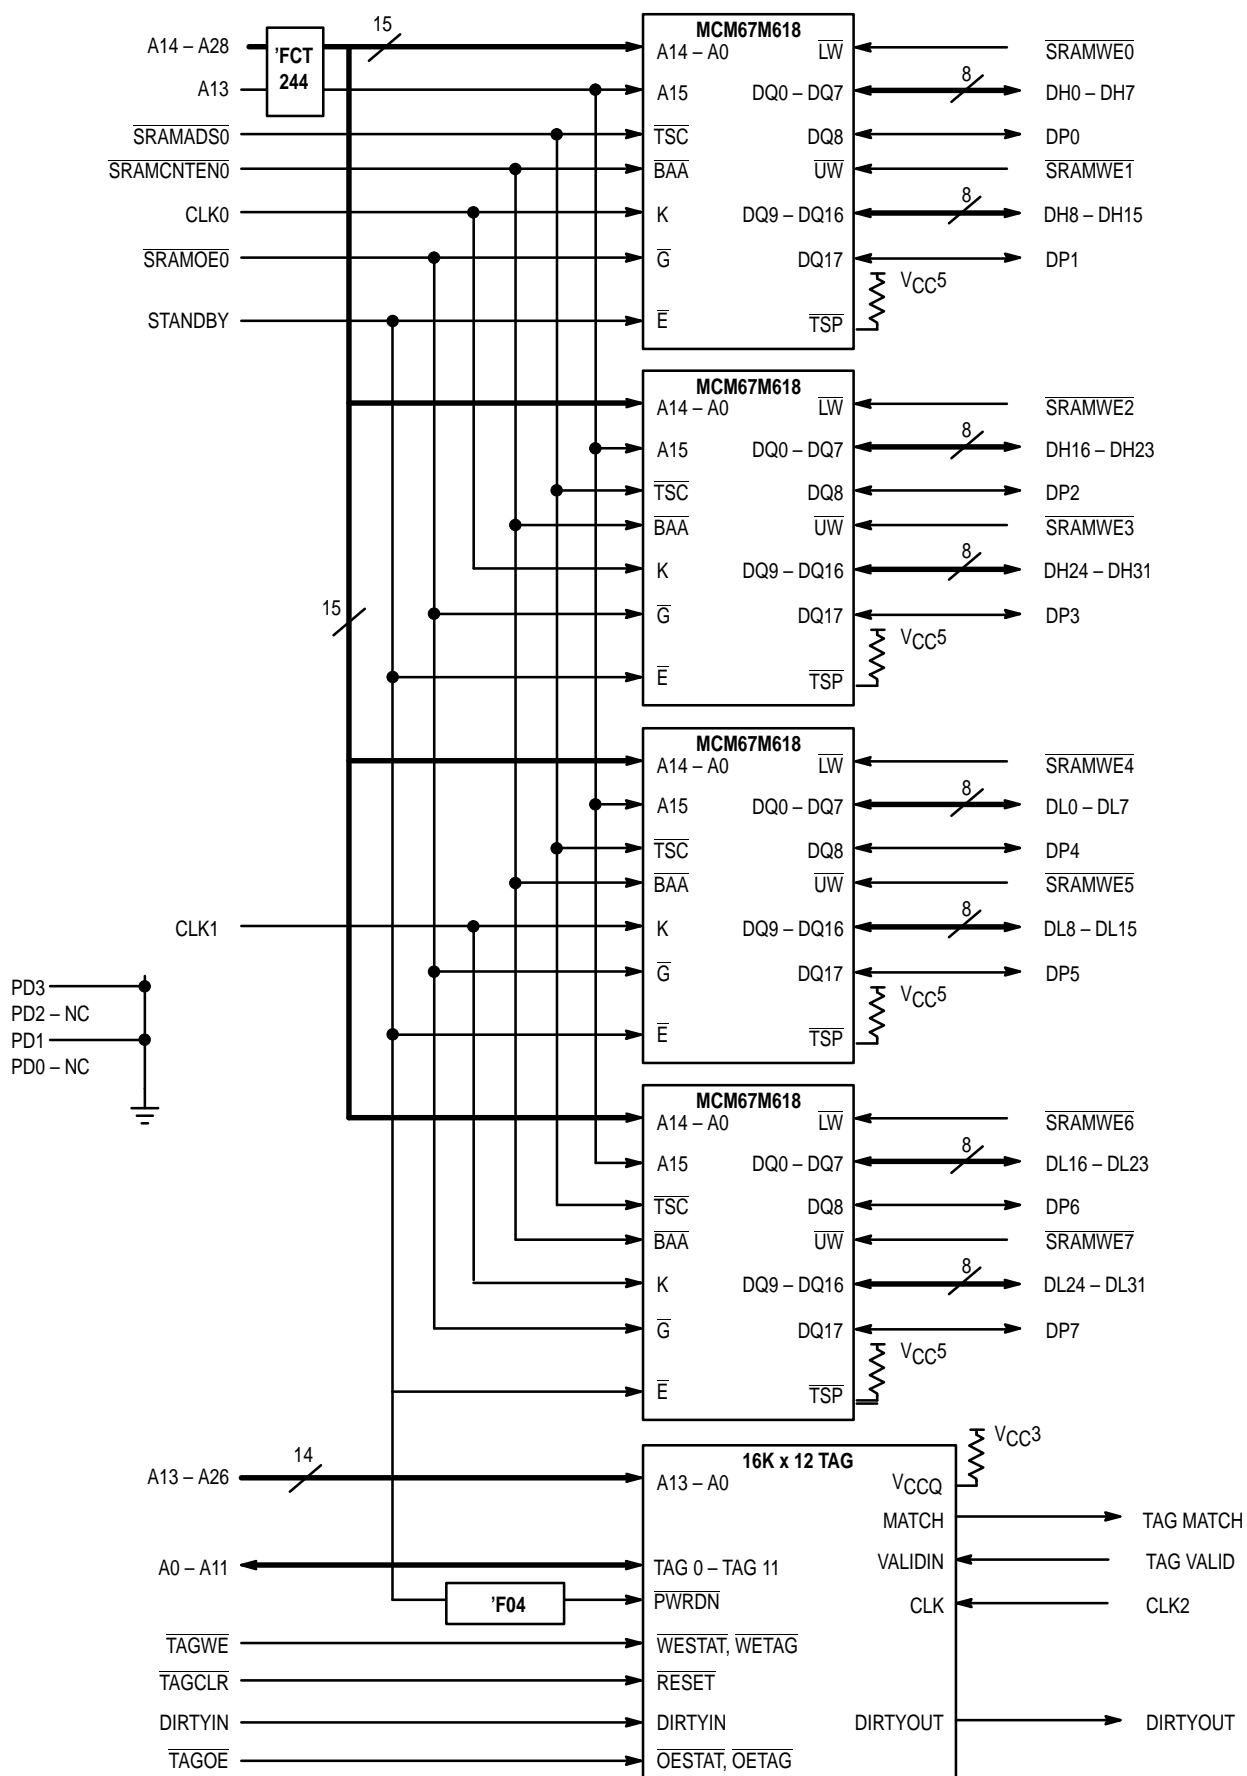 15
MCM67M618
A14 – A28
'FCT
244
A14 – A0
LW
SRAMWE0
A13
A15
DQ0 – DQ7
8
DH0 – DH7
SRAMADS0
TSC
DQ8
DP0
SRAMCNTEN0
BAA
UW
SRAMWE1
CLK0
K
DQ9 – DQ16
8
DH8 – DH15
SRAMOE0
G
DQ17
DP1
VCC5
STANDBY
E
TSP
MCM67M618
A14 – A0
LW
SRAMWE2
A15
DQ0 – DQ7
8
DH16 – DH23
TSC
DQ8
DP2
BAA
UW
SRAMWE3
K
DQ9 – DQ16
8
DH24 – DH31
15
G
DQ17
DP3
VCC5
E
TSP
MCM67M618
A14 – A0
LW
SRAMWE4
A15
DQ0 – DQ7
8
DL0 – DL7
TSC
DQ8
DP4
BAA
UW
SRAMWE5
CLK1
K
DQ9 – DQ16
8
DL8 – DL15
G
DQ17
DP5
PD3
PD2 – NC
PD1
PD0 – NC
VCC5
E
TSP
MCM67M618
A14 – A0
LW
SRAMWE6
A15
DQ0 – DQ7
8
DL16 – DL23
TSC
DQ8
DP6
BAA
UW
SRAMWE7
K
DQ9 – DQ16
8
DL24 – DL31
G
DQ17
DP7
VCC5
E
TSP
VCC3
16K x 12 TAG
A13 – A26
14
A13 – A0
VCCQ
MATCH
TAG MATCH
A0 – A11
TAG 0 – TAG 11
VALIDIN
TAG VALID
'F04
PWRDN
CLK
CLK2
TAGWE
WESTAT, WETAG
TAGCLR
RESET
DIRTYIN
DIRTYIN
DIRTYOUT
DIRTYOUT
TAGOE
OESTAT, OETAG